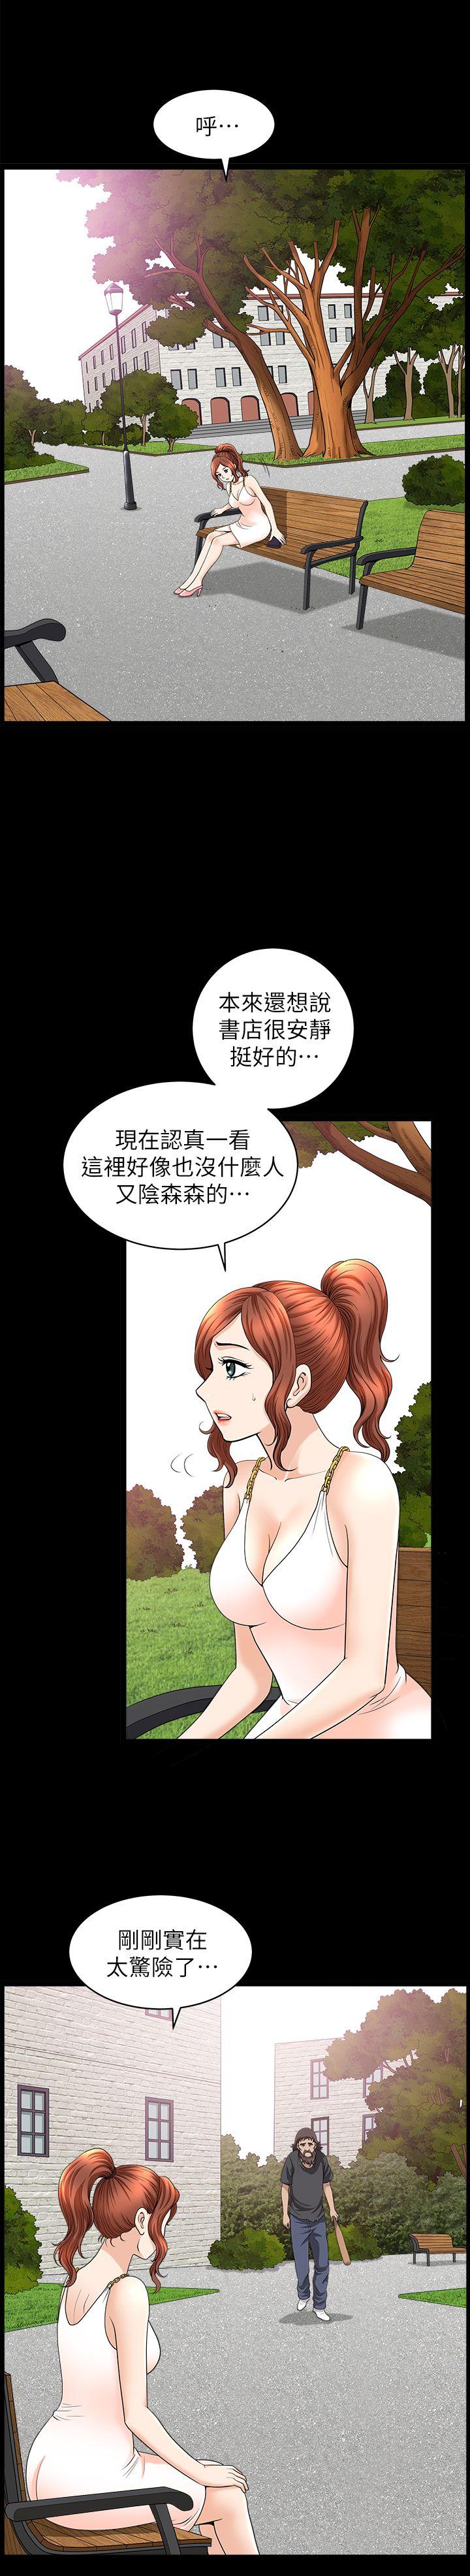 呼⋯
本來還想說
書店很安靜
挺好的⋯
現在認真一看
這裡好像也沒什麼人
又陰森森的⋯
剛剛實在
太驚險了⋯